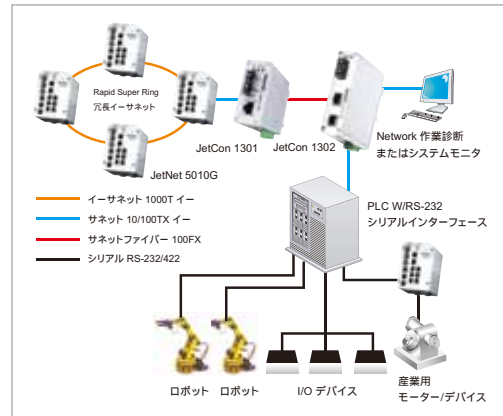 Rapid Super Ring
冗長イーサネット
JetCon 1301
JetCon 1302
Network 作業診断
またはシステムモニタ
JetNet 5010G
イーサネット 1000T イー
サネット 10/100TX イー
サネットファイバー 100FX
シリアル RS-232/422
PLC W/RS-232
シリアルインターフェース
ロボット
ロボット
I/O デバイス
産業用
モーター/デバイス